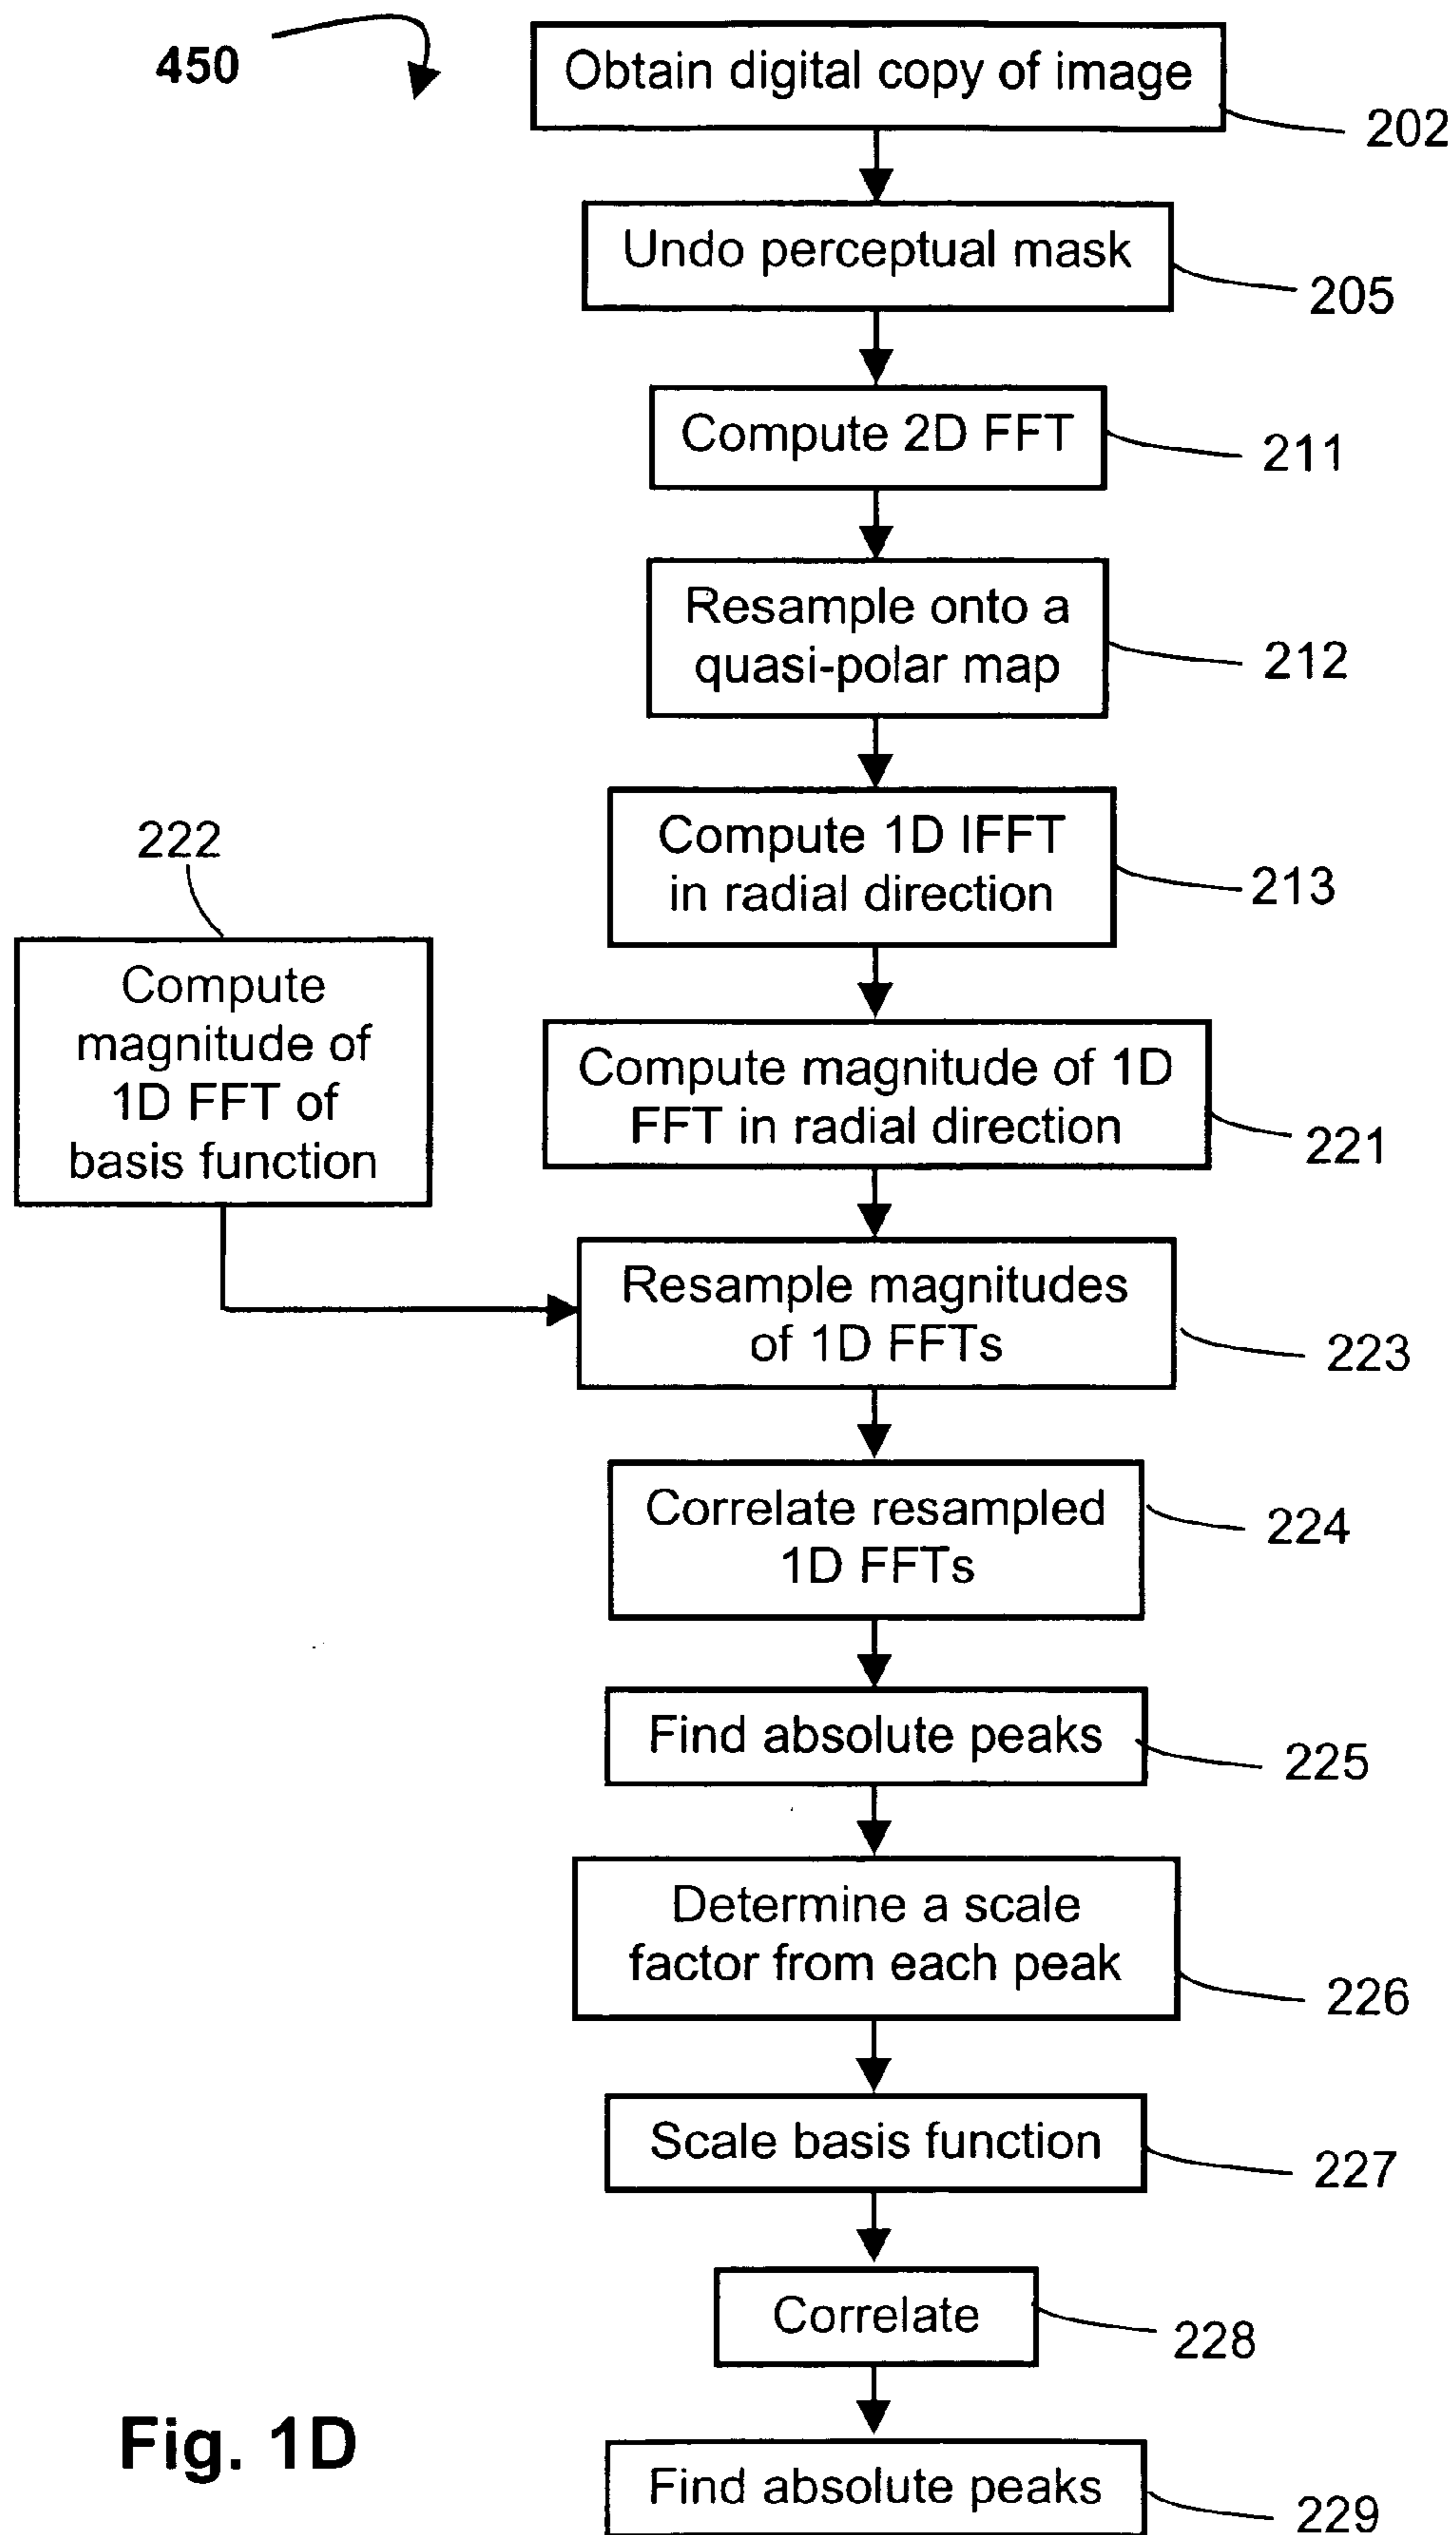 450
Obtain digital copy of image
202
Undo perceptual mask
205
Compute 2D FFT
211
Resample onto a
quasi-polar map
212
Compute 1D IFFT
in radial direction
213
222
Compute
magnitude of
1D FFT of
basis function
Compute magnitude of 1D
FFT in radial direction
221
Resample magnitudes
of 1D FFTs
223
Correlate resampled
1D FFTs
224
Find absolute peaks
225
Determine a scale
factor from each peak
226
Scale basis function
227
Correlate
228
Find absolute peaks
229
Fig. 1D